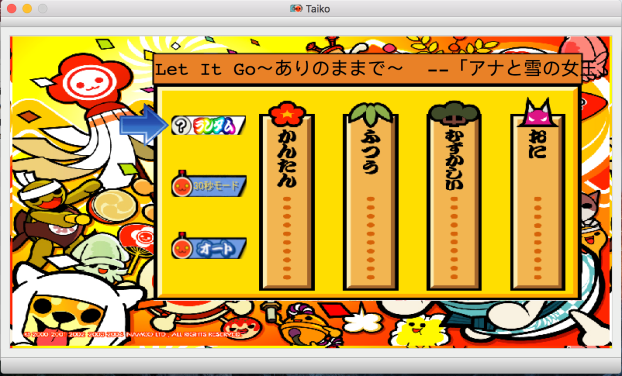 Taiko
Let It Go～ありのままで～ --「アナと雪の女
?ランダム
30秒モード
オート
かんたん
ふつう
むずかしい
おに